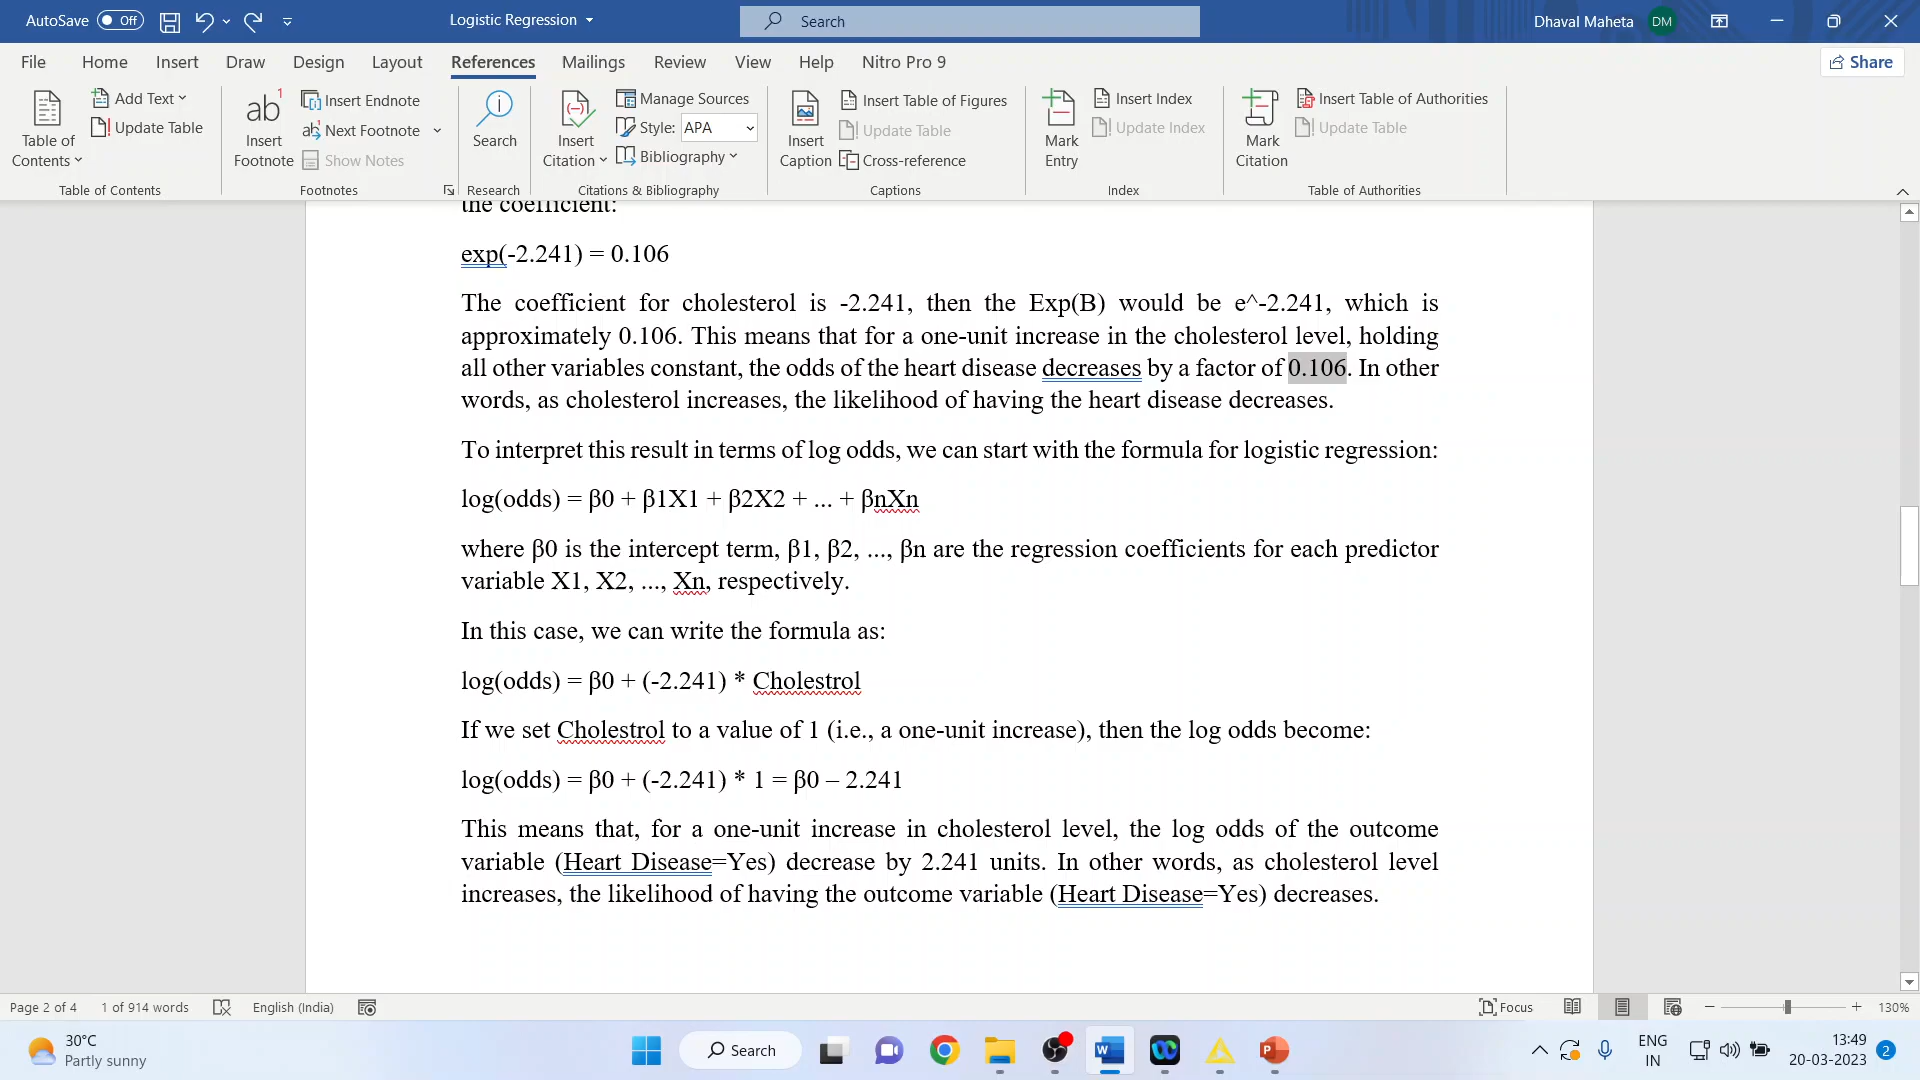 AutoSave Off Logistic Regression Search Dhaval Maheta DM
File Home Insert Draw Design Layout References Mailings Review View Help Nitro Pro 9 Share
Table of Contents
Add Text
Update Table
Table of Contents
ab1
Insert Footnote
Insert Endnote
Next Footnote
Show Notes
Footnotes
Search
Research
Insert Citation
Manage Sources
Style: APA
Bibliography
Citations & Bibliography
Insert Caption
Insert Table of Figures
Update Table
Cross-reference
Captions
Mark Entry
Insert Index
Update Index
Index
Mark Citation
Insert Table of Authorities
Update Table
Table of Authorities
the coefficient:
exp(-2.241) = 0.106
The coefficient for cholesterol is -2.241, then the Exp(B) would be e^-2.241, which is
approximately 0.106. This means that for a one-unit increase in the cholesterol level, holding
all other variables constant, the odds of the heart disease decreases by a factor of 0.106. In other
words, as cholesterol increases, the likelihood of having the heart disease decreases.
To interpret this result in terms of log odds, we can start with the formula for logistic regression:
log(odds) = β0 + β1X1 + β2X2 + ... + βnXn
where β0 is the intercept term, β1, β2, ..., βn are the regression coefficients for each predictor
variable X1, X2, ..., Xn, respectively.
In this case, we can write the formula as:
log(odds) = β0 + (-2.241) * Cholestrol
If we set Cholestrol to a value of 1 (i.e., a one-unit increase), then the log odds become:
log(odds) = β0 + (-2.241) * 1 = β0 – 2.241
This means that, for a one-unit increase in cholesterol level, the log odds of the outcome
variable (Heart Disease=Yes) decrease by 2.241 units. In other words, as cholesterol level
increases, the likelihood of having the outcome variable (Heart Disease=Yes) decreases.
Page 2 of 4 1 of 914 words English (India) Focus 130%
30°C
Partly sunny
Search
ENG
IN
13:49
20-03-2023
2